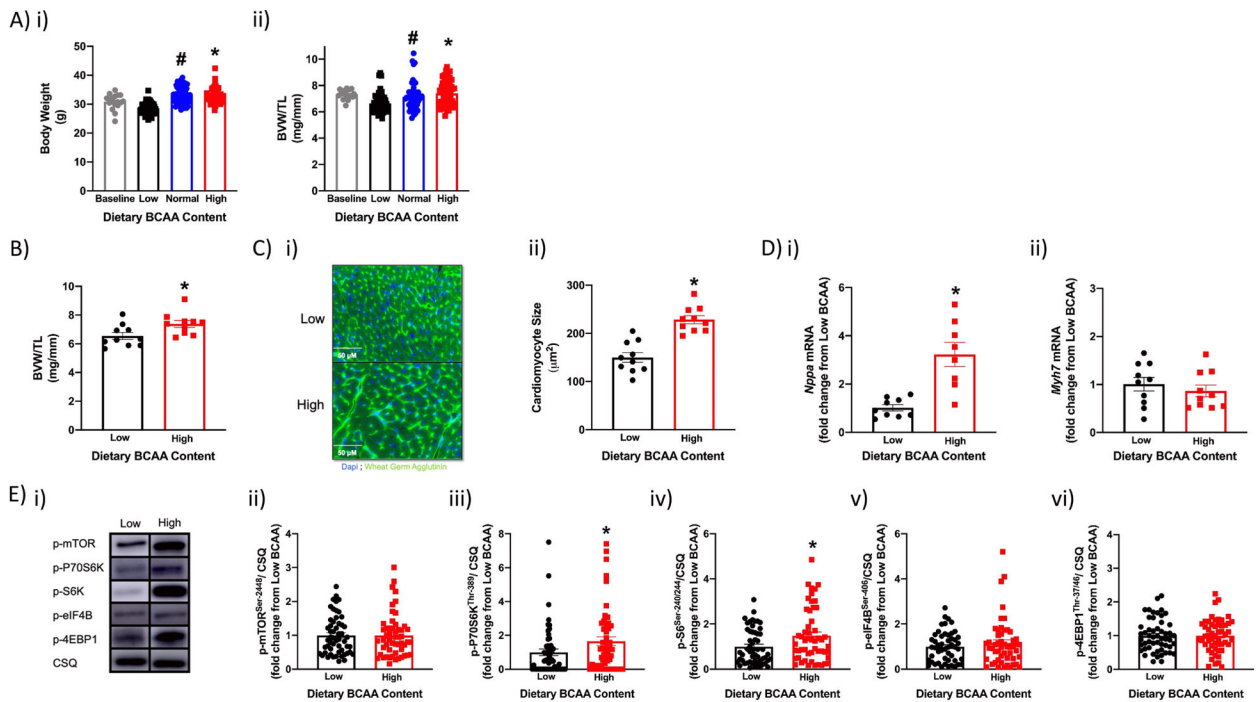 A) i)
50
40
30
20
10
0
Body Weight
(g)
#
*
Baseline Low Normal High
Dietary BCAA Content
ii)
10
8
6
4
2
0
BVW/TL
(mg/mm)
#
*
Baseline Low Normal High
Dietary BCAA Content
B)
10
8
6
4
2
0
BVW/TL
(mg/mm)
*
Low High
Dietary BCAA Content
C) i)
Low
50 µM
High
50 µM
Dapi ; Wheat Germ Agglutinin
ii)
300
200
100
0
Cardiomyocyte Size
(µm²)
*
Low High
Dietary BCAA Content
D) i)
6
4
2
0
Nppa mRNA
(fold change from Low BCAA)
*
Low High
Dietary BCAA Content
ii)
3
2
1
0
Myh7 mRNA
(fold change from Low BCAA)
Low High
Dietary BCAA Content
E) i)
Low High
p-mTOR
p-P70S6K
p-S6K
p-eIF4B
p-4EBP1
CSQ
ii)
4
3
2
1
0
p-mTOR^Ser-2448/ CSQ
(fold change from Low BCAA)
Low High
Dietary BCAA Content
iii)
8
6
4
2
0
p-P70S6K^Thr-389/ CSQ
(fold change from Low BCAA)
*
Low High
Dietary BCAA Content
iv)
6
4
2
0
p-S6^Ser-240/244/CSQ
(fold change from Low BCAA)
*
Low High
Dietary BCAA Content
v)
6
4
2
0
p-eIF4B^Ser-406/CSQ
(fold change from Low BCAA)
Low High
Dietary BCAA Content
vi)
4
3
2
1
0
p-4EBP1^Thr-37/46/ CSQ
(fold change from Low BCAA)
Low High
Dietary BCAA Content